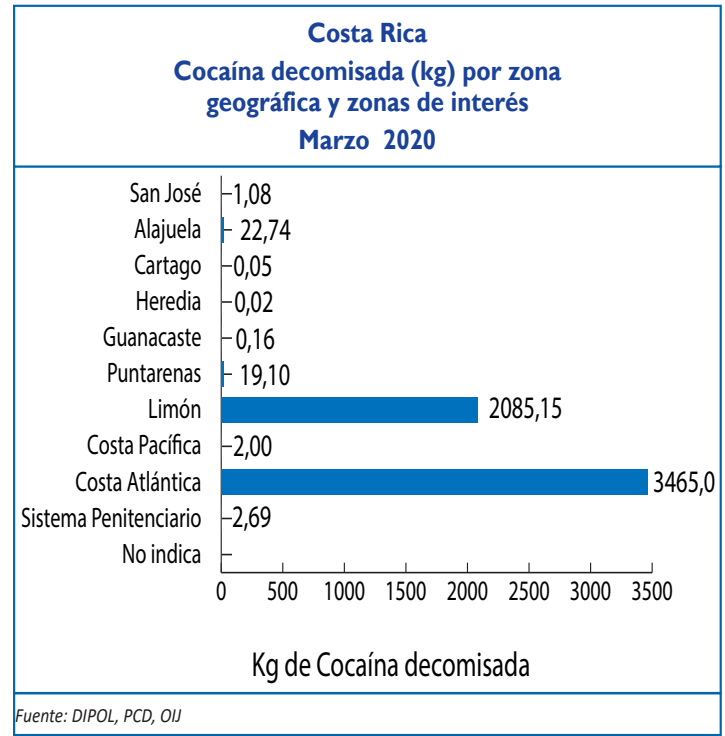 Costa Rica
Cocaína decomisada (kg) por zona
geográfica y zonas de interés
Marzo 2020
San José 1,08
Alajuela 22,74
Cartago 0,05
Heredia 0,02
Guanacaste 0,16
Puntarenas 19,10
Limón 2085,15
Costa Pacífica 2,00
Costa Atlántica 3465,0
Sistema Penitenciario 2,69
No indica
0 500 1000 1500 2000 2500 3000 3500
Kg de Cocaína decomisada
Fuente: DIPOL, PCD, OIJ